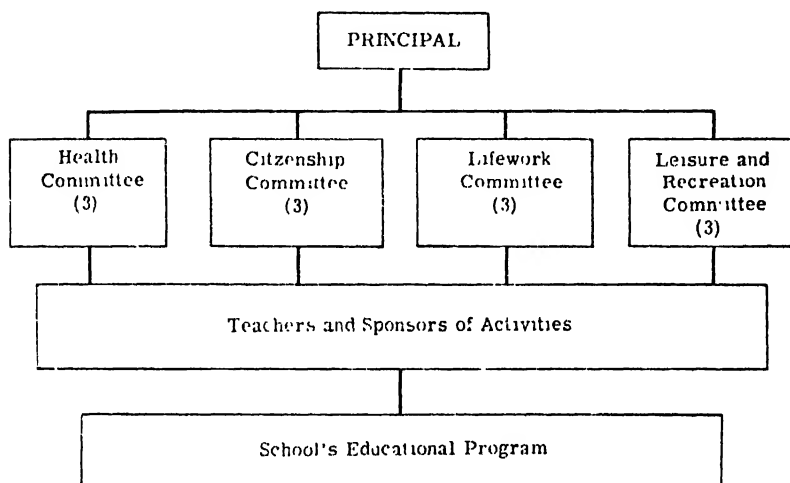 PRINCIPAL
Health
Committee
(3)
Citzenship
Committee
(3)
Lifework
Committee
(3)
Leisure and
Recreation
Committee
(3)
Teachers and Sponsors of Activities
School's Educational Program